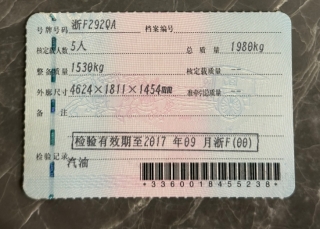 号牌号码 浙F292QA 档案编号
核定载人数 5人 总质量 1980kg
整备质量 1530kg 核定载质量 --
外廓尺寸 4624×1811×1454mm 准牵引总质量 --
备注
检验有效期至2017 年09 月浙F(00)
检验记录
汽油
*3360018455238*